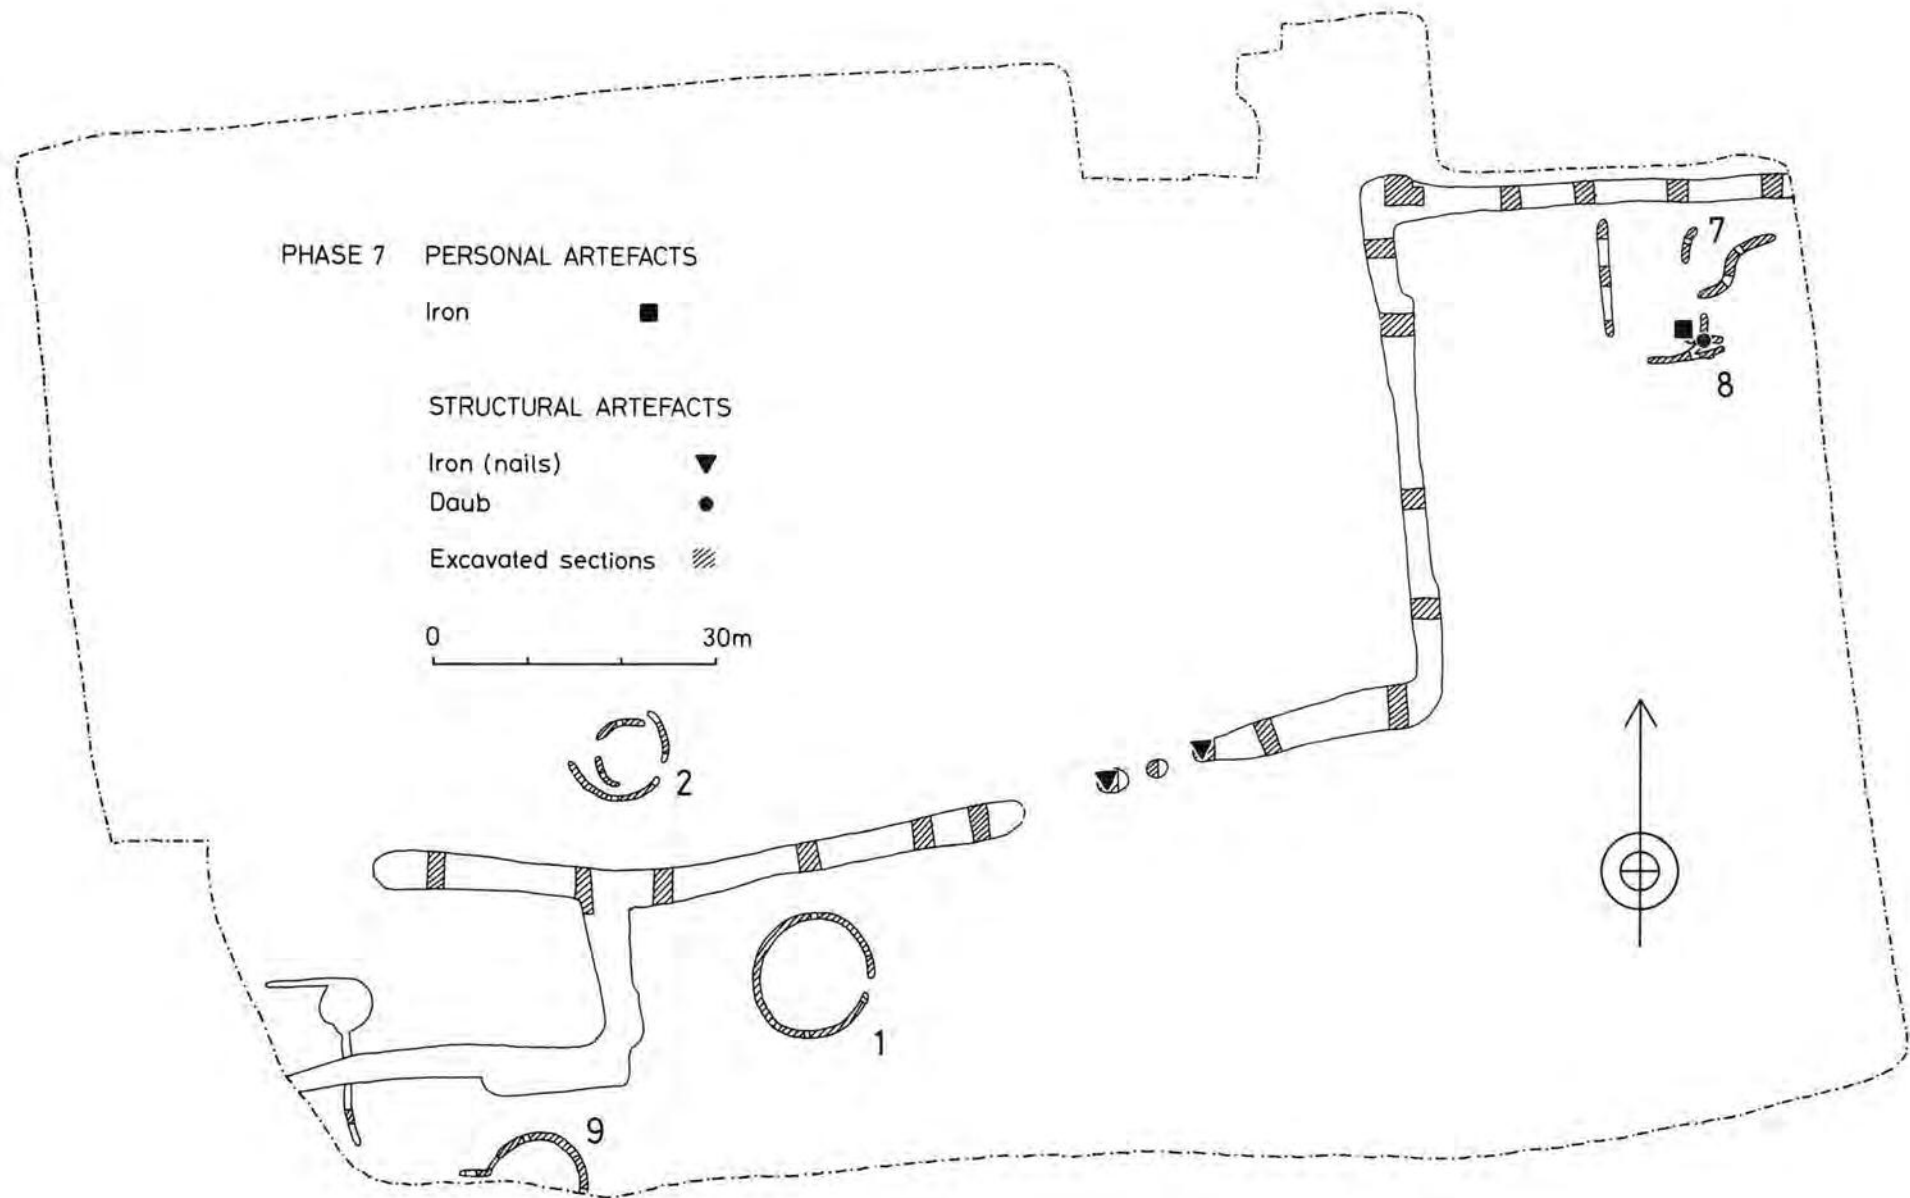 PHASE 7 PERSONAL ARTEFACTS
Iron
STRUCTURAL ARTEFACTS
Iron (nails)
Daub
Excavated sections
0 30m
7
8
2
1
9